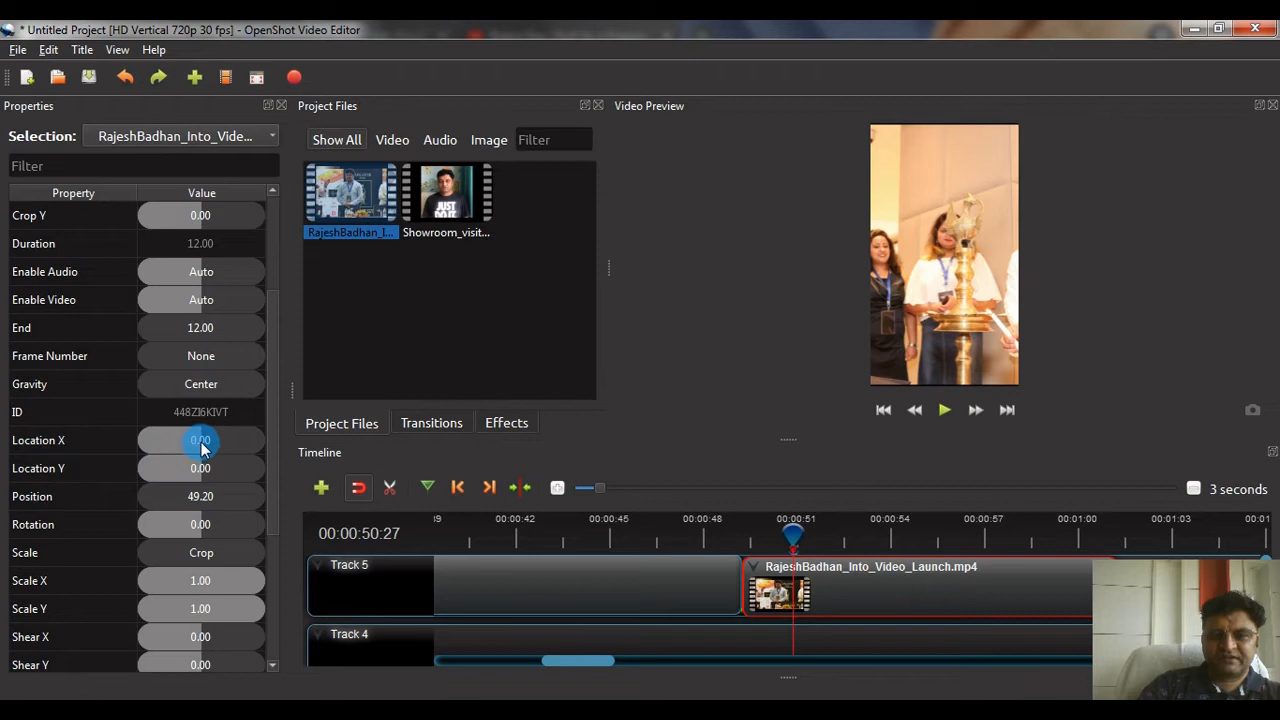 * Untitled Project [HD Vertical 720p 30 fps] - OpenShot Video Editor
File Edit Title View Help
Properties
Project Files
Video Preview
Selection: RajeshBadhan_Into_Vide...
Show All Video Audio Image Filter
Filter
Property Value
Crop Y 0.00
Duration 12.00
Enable Audio Auto
Enable Video Auto
End 12.00
Frame Number None
Gravity Center
ID 448ZI6KIVT
Location X 0.00
Location Y 0.00
Position 49.20
Rotation 0.00
Scale Crop
Scale X 1.00
Scale Y 1.00
Shear X 0.00
Shear Y 0.00
JUST
DO IT.
RajeshBadhan_I... Showroom_visit...
Project Files Transitions Effects
Timeline
3 seconds
00:00:50:27
:39 00:00:42 00:00:45 00:00:48 00:00:51 00:00:54 00:00:57 00:01:00 00:01:03 00:01
Track 5
RajeshBadhan_Into_Video_Launch.mp4
Track 4